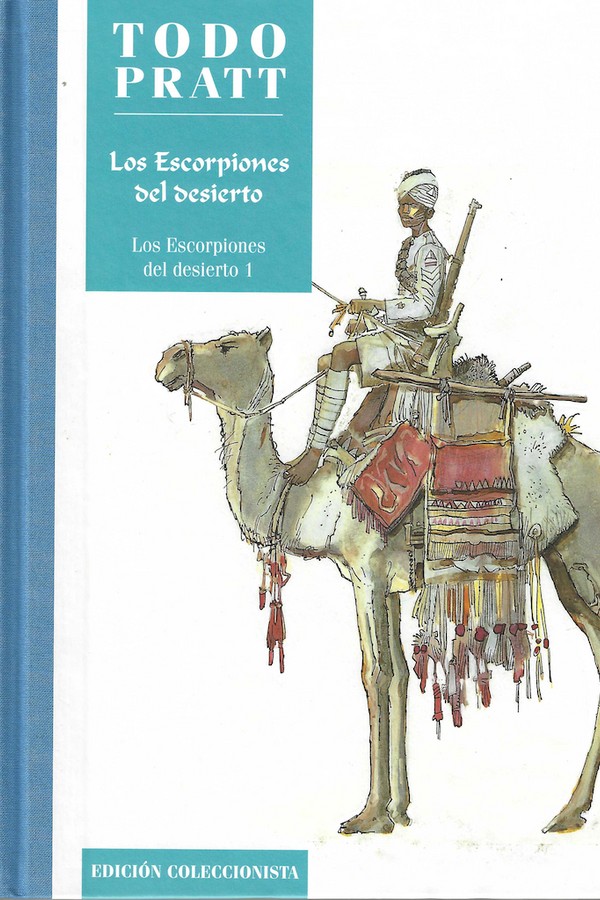 TODO
PRATT
Los Escorpiones
del desierto
Los Escorpiones
del desierto 1
EDICIÓN COLECCIONISTA